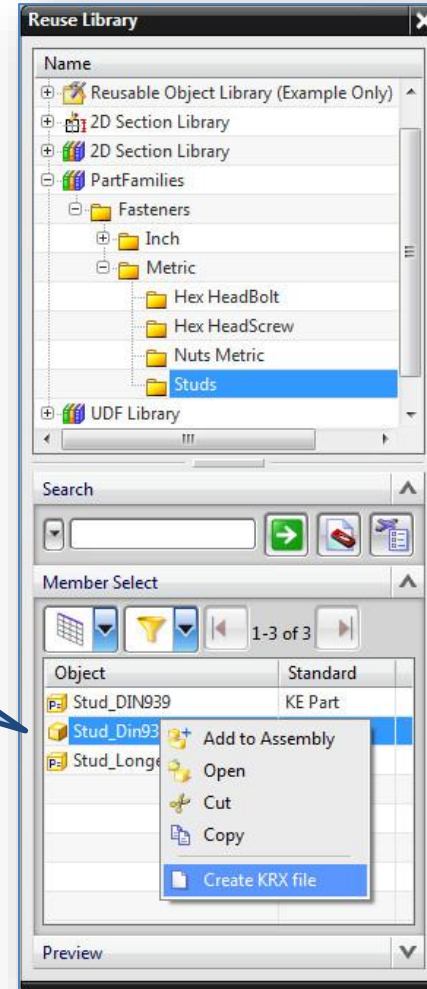 Reuse Library
Name
Reusable Object Library (Example Only)
2D Section Library
2D Section Library
PartFamilies
Fasteners
Inch
Metric
Hex HeadBolt
Hex HeadScrew
Nuts Metric
Studs
UDF Library
Search
Member Select
1-3 of 3
Object Standard
Stud_DIN939 KE Part
Stud_Din93
Add to Assembly
Stud_Longe
Open
Cut
Copy
Create KRX file
Preview